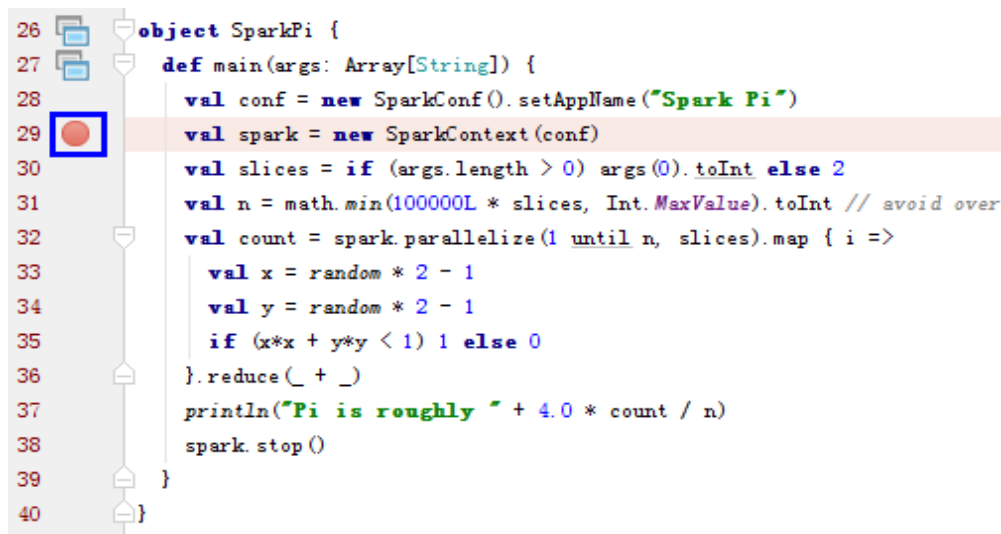 26 object SparkPi {
27 def main(args: Array[String]) {
28 val conf = new SparkConf().setAppName("Spark Pi")
29 val spark = new SparkContext(conf)
30 val slices = if (args.length > 0) args(0).toInt else 2
31 val n = math.min(100000L * slices, Int.MaxValue).toInt // avoid over
32 val count = spark.parallelize(1 until n, slices).map { i =>
33 val x = random * 2 - 1
34 val y = random * 2 - 1
35 if (x*x + y*y < 1) 1 else 0
36 }.reduce(_ + _)
37 println("Pi is roughly " + 4.0 * count / n)
38 spark.stop()
39 }
40 }